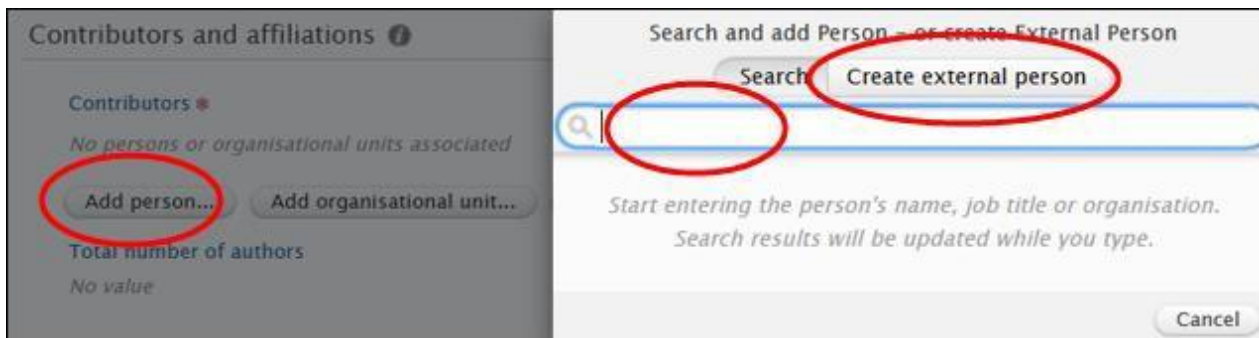 Contributors and affiliations
Contributors *
No persons or organisational units associated
Add person... Add organisational unit...
Total number of authors
No value
Search and add Person – or create External Person
Search Create external person
Start entering the person's name, job title or organisation.
Search results will be updated while you type.
Cancel